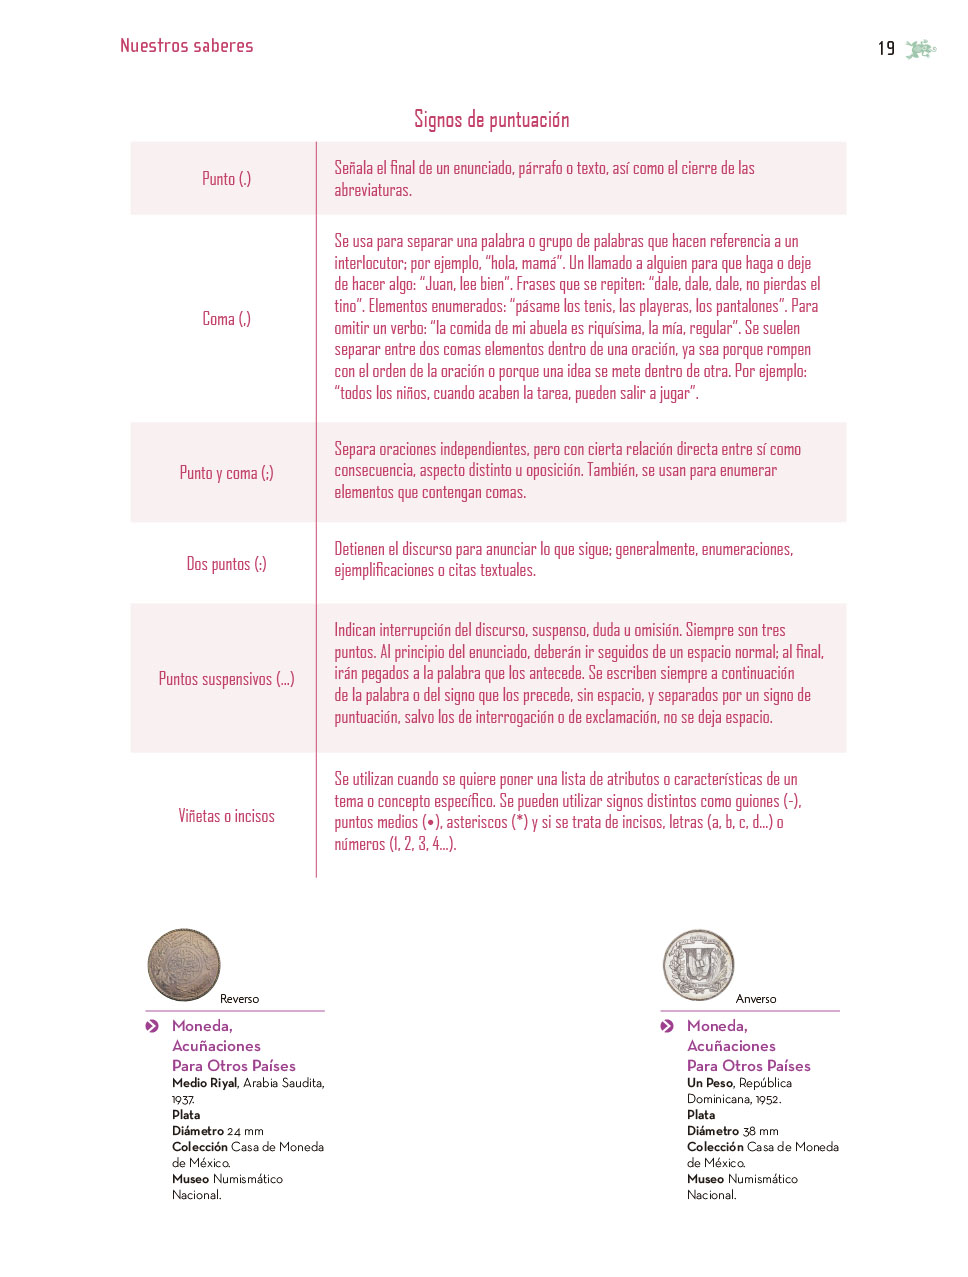 Nuestros saberes
19
Signos de puntuación
Punto (.)
Señala el final de un enunciado, párrafo o texto, así como el cierre de las
abreviaturas.
Coma (,)
Se usa para separar una palabra o grupo de palabras que hacen referencia a un
interlocutor; por ejemplo, “hola, mamá”. Un llamado a alguien para que haga o deje
de hacer algo: “Juan, lee bien”. Frases que se repiten: “dale, dale, dale, no pierdas el
tino”. Elementos enumerados: “pásame los tenis, las playeras, los pantalones”. Para
omitir un verbo: “la comida de mi abuela es riquísima, la mía, regular”. Se suelen
separar entre dos comas elementos dentro de una oración, ya sea porque rompen
con el orden de la oración o porque una idea se mete dentro de otra. Por ejemplo:
“todos los niños, cuando acaben la tarea, pueden salir a jugar”.
Punto y coma (;)
Separa oraciones independientes, pero con cierta relación directa entre sí como
consecuencia, aspecto distinto u oposición. También, se usan para enumerar
elementos que contengan comas.
Dos puntos (:)
Detienen el discurso para anunciar lo que sigue; generalmente, enumeraciones,
ejemplificaciones o citas textuales.
Puntos suspensivos (...)
Indican interrupción del discurso, suspenso, duda u omisión. Siempre son tres
puntos. Al principio del enunciado, deberán ir seguidos de un espacio normal; al final,
irán pegados a la palabra que los antecede. Se escriben siempre a continuación
de la palabra o del signo que los precede, sin espacio, y separados por un signo de
puntuación, salvo los de interrogación o de exclamación, no se deja espacio.
Viñetas o incisos
Se utilizan cuando se quiere poner una lista de atributos o características de un
tema o concepto específico. Se pueden utilizar signos distintos como guiones (-),
puntos medios (•), asteriscos (*) y si se trata de incisos, letras (a, b, c, d...) o
números (1, 2, 3, 4...).
Reverso
Moneda,
Acuñaciones
Para Otros Países
Medio Riyal, Arabia Saudita,
1937.
Plata
Diámetro 24 mm
Colección Casa de Moneda
de México.
Museo Numismático
Nacional.
Anverso
Moneda,
Acuñaciones
Para Otros Países
Un Peso, República
Dominicana, 1952.
Plata
Diámetro 38 mm
Colección Casa de Moneda
de México.
Museo Numismático
Nacional.